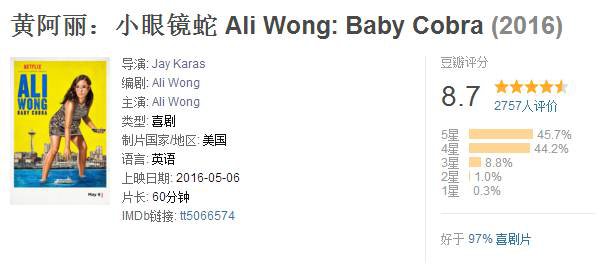 黄阿丽：小眼镜蛇 Ali Wong: Baby Cobra (2016)
NETFLIX
ALI
WONG
BABY COBRA
May 6
导演: Jay Karas
编剧: Ali Wong
主演: Ali Wong
类型: 喜剧
制片国家/地区: 美国
语言: 英语
上映日期: 2016-05-06
片长: 60分钟
IMDb链接: tt5066574
豆瓣评分
8.7
2757人评价
5星 45.7%
4星 44.2%
3星 8.8%
2星 1.0%
1星 0.3%
好于 97% 喜剧片